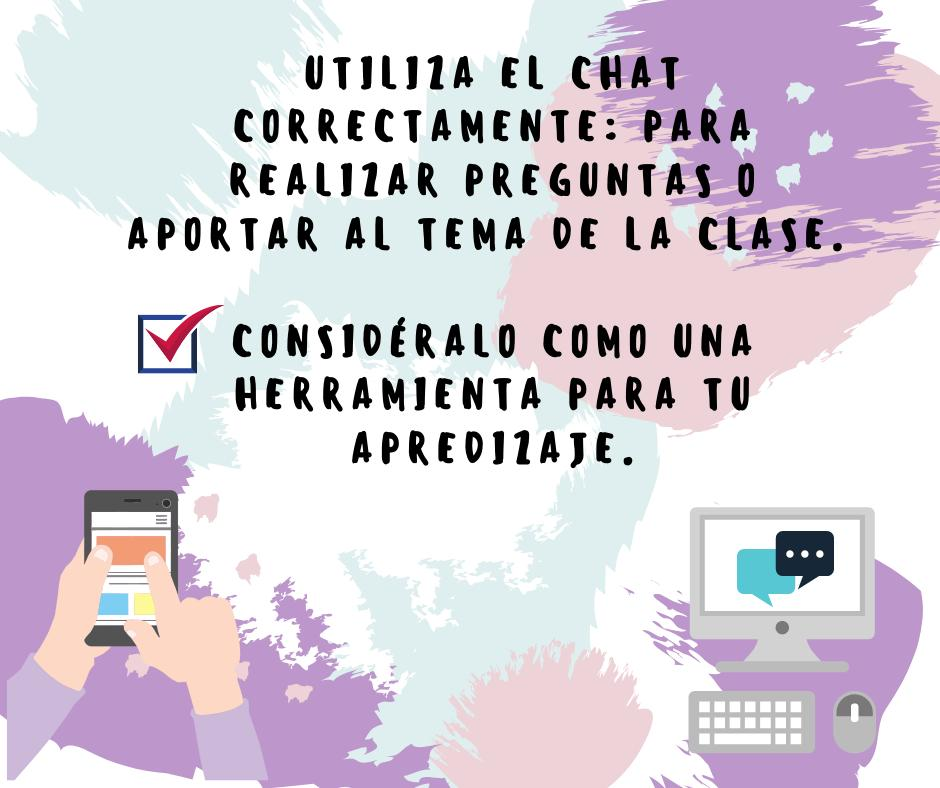 UTILIZA EL CHAT
CORRECTAMENTE: PARA
REALIZAR PREGUNTAS O
APORTAR AL TEMA DE LA CLASE.
CONSIDÉRALO COMO UNA
HERRAMIENTA PARA TU
APREDIZAJE.